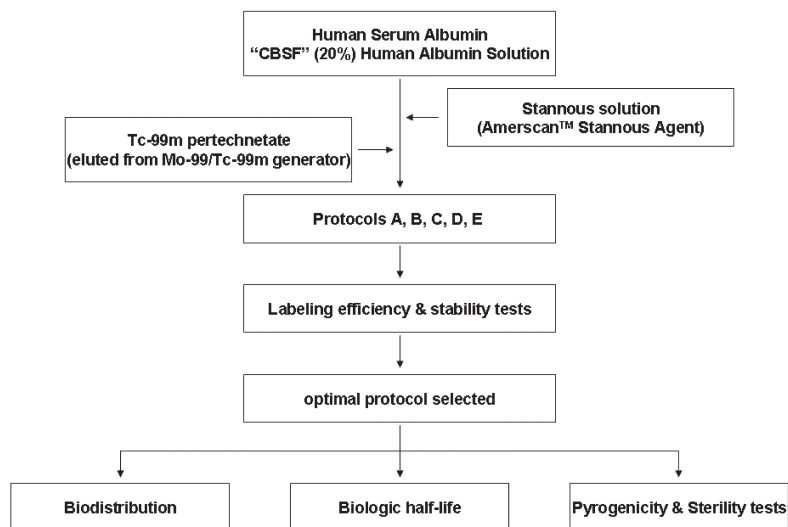 Human Serum Albumin
“CBSF” (20%) Human Albumin Solution
Stannous solution
(Amerscan™ Stannous Agent)
Tc-99m pertechnetate
(eluted from Mo-99/Tc-99m generator)
Protocols A, B, C, D, E
Labeling efficiency & stability tests
optimal protocol selected
Biodistribution
Biologic half-life
Pyrogenicity & Sterility tests